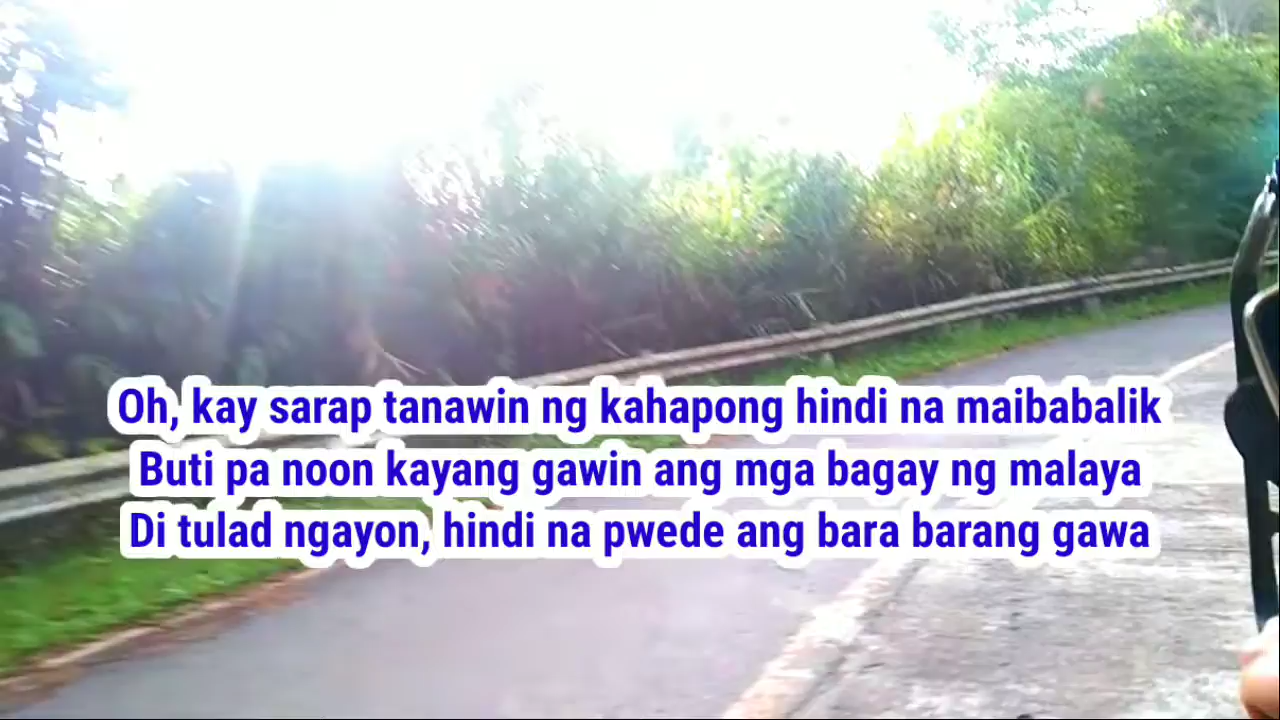 Oh, kay sarap tanawin ng kahapong hindi na maibabalik
Buti pa noon kayang gawin ang mga bagay ng malaya
Di tulad ngayon, hindi na pwede ang bara barang gawa